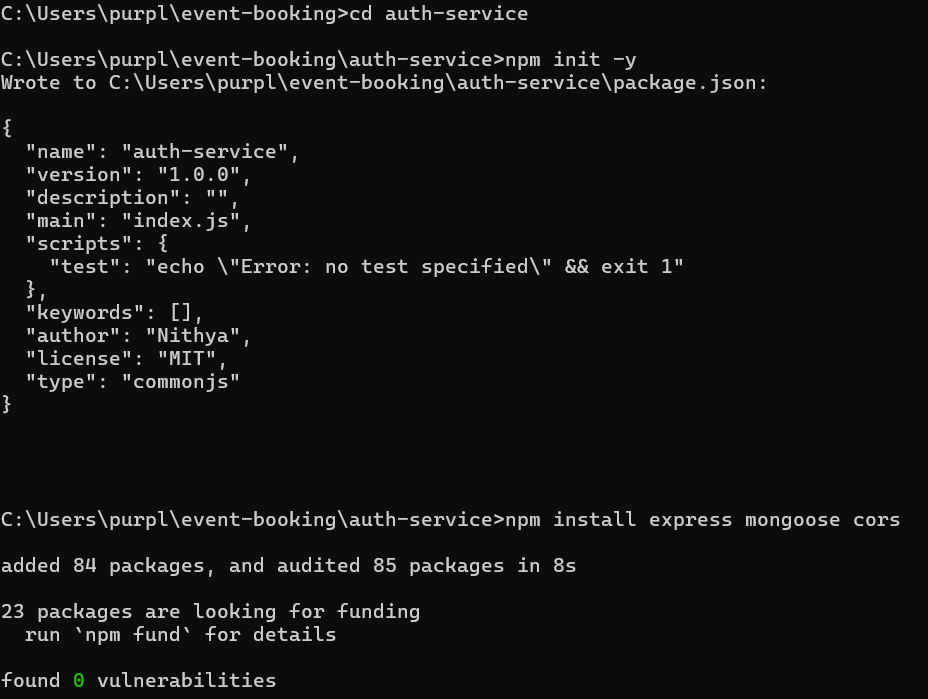 C:\Users\purpl\event-booking>cd auth-service
C:\Users\purpl\event-booking\auth-service>npm init -y
Wrote to C:\Users\purpl\event-booking\auth-service\package.json:
{
  "name": "auth-service",
  "version": "1.0.0",
  "description": "",
  "main": "index.js",
  "scripts": {
    "test": "echo \"Error: no test specified\" && exit 1"
  },
  "keywords": [],
  "author": "Nithya",
  "license": "MIT",
  "type": "commonjs"
}
C:\Users\purpl\event-booking\auth-service>npm install express mongoose cors
added 84 packages, and audited 85 packages in 8s
23 packages are looking for funding
  run `npm fund` for details
found 0 vulnerabilities